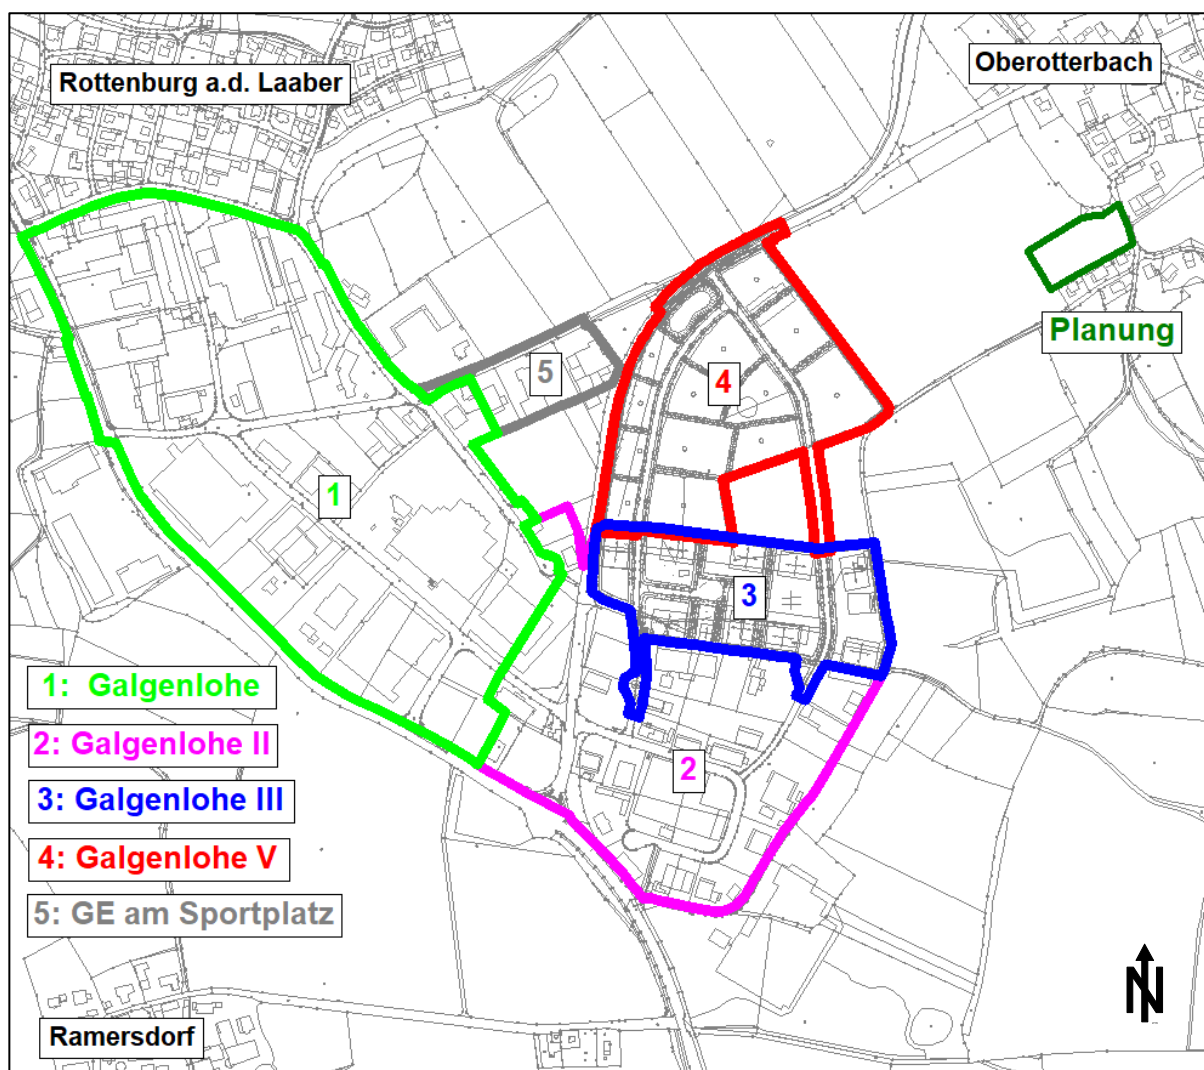 Rottenburg a.d. Laaber
Oberotterbach
Planung
5
4
1
3
2
1: Galgenlohe
2: Galgenlohe II
3: Galgenlohe III
4: Galgenlohe V
5: GE am Sportplatz
N
Ramersdorf